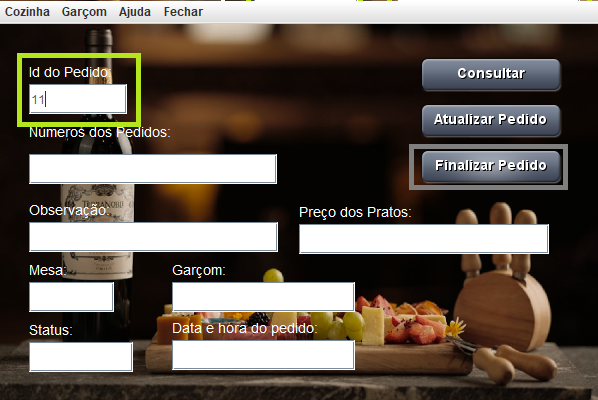 Cozinha Garçom Ajuda Fechar
Id do Pedido:
11
Consultar
Atualizar Pedido
Números dos Pedidos:
Finalizar Pedido
Observação:
Preço dos Pratos:
Mesa:
Garçom:
Status:
Data e hora do pedido: